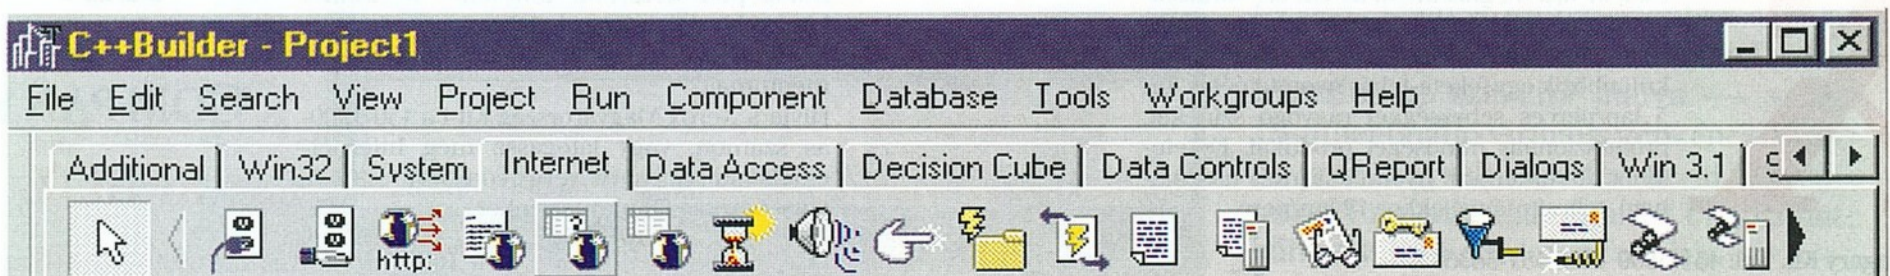 C++Builder - Project1
File Edit Search View Project Run Component Database Tools Workgroups Help
Additional Win32 System Internet Data Access Decision Cube Data Controls QReport Dialogs Win 3.1 S
http: